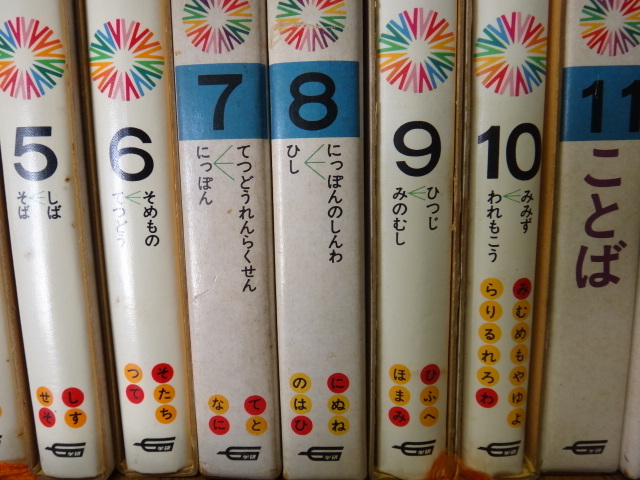 5
しば
そば
しす
せそ
6
そめもの
てつどう
そたち
つて
7
てつどうれんらくせん
にっぽん
てと
なに
8
にっぽんのしんわ
ひし
にぬね
のはひ
9
ひつじ
みのむし
ひふへ
ほまみ
10
みみず
われもこう
みむめもやゆよ
らりるれろわ
11
ことば